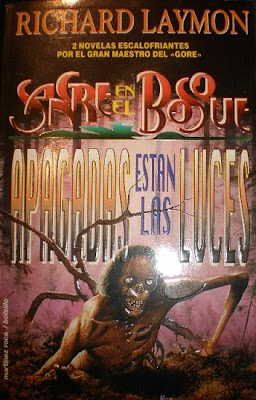 RICHARD LAYMON
2 NOVELAS ESCALOFRIANTES
POR EL GRAN MAESTRO DEL «GORE»
SANGRE EN EL BOSQUE
APAGADAS ESTAN LAS LUCES
martínez roca / bolsillo